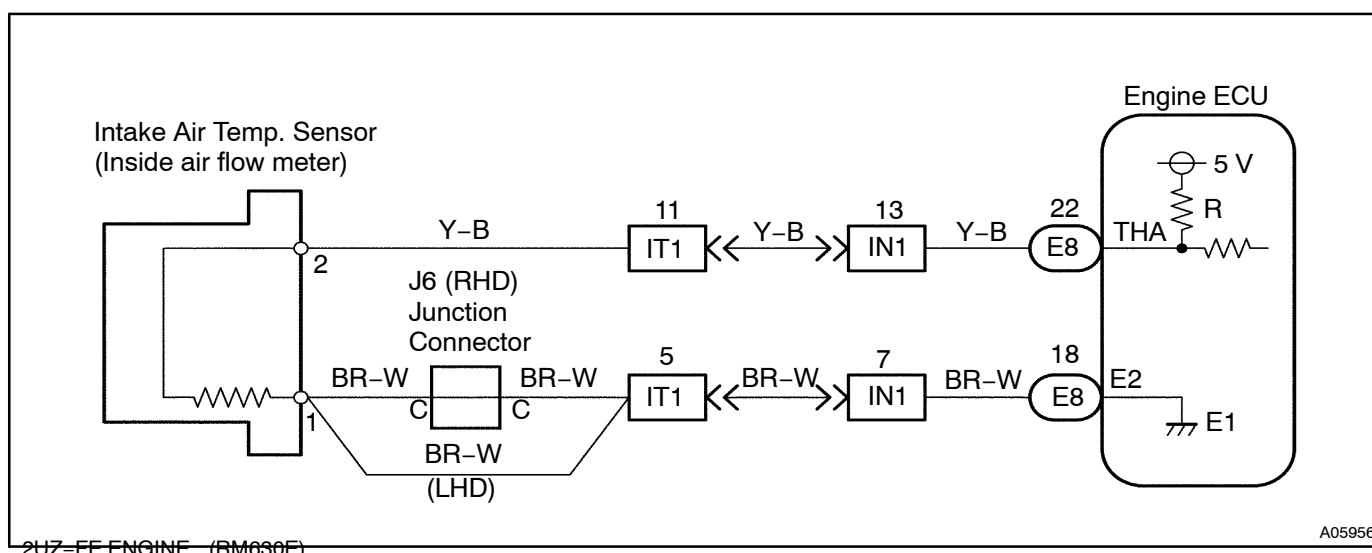 Engine ECU
Intake Air Temp. Sensor
(Inside air flow meter)
5 V
R
11
13
22
Y−B
IT1
Y−B
IN1
Y−B
E8
THA
2
J6 (RHD)
Junction
Connector
5
7
18
BR−W
BR−W
IT1
BR−W
IN1
BR−W
E8
E2
C
C
1
E1
BR−W
(LHD)
A05956
2UZ−FE ENGINE (RM630E)